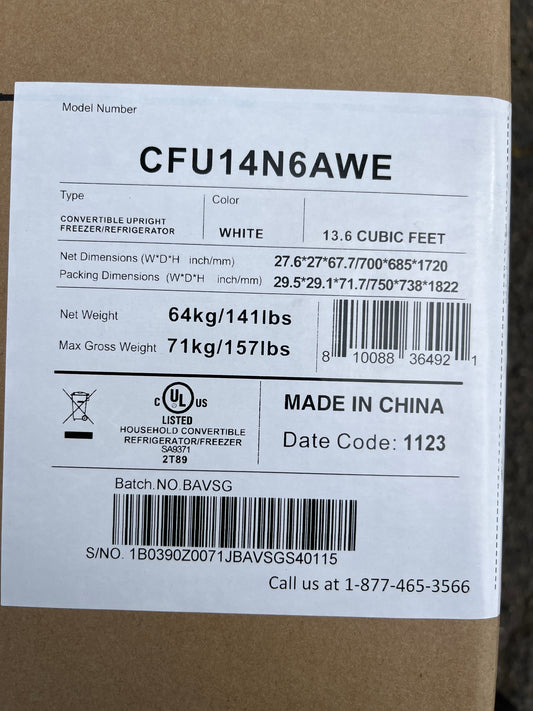 Model Number
CFU14N6AWE
Type
Color
CONVERTIBLE UPRIGHT
FREEZER/REFRIGERATOR
WHITE
13.6 CUBIC FEET
Net Dimensions (W*D*H inch/mm) 27.6*27*67.7/700*685*1720
Packing Dimensions (W*D*H inch/mm) 29.5*29.1*71.7/750*738*1822
Net Weight 64kg/141lbs
Max Gross Weight 71kg/157lbs
8 10088 36492 1
C UL US
LISTED
HOUSEHOLD CONVERTIBLE
REFRIGERATOR/FREEZER
SA9371
2T89
MADE IN CHINA
Date Code: 1123
Batch.NO.BAVSG
S/NO. 1B0390Z0071JBAVSGS40115
Call us at 1-877-465-3566